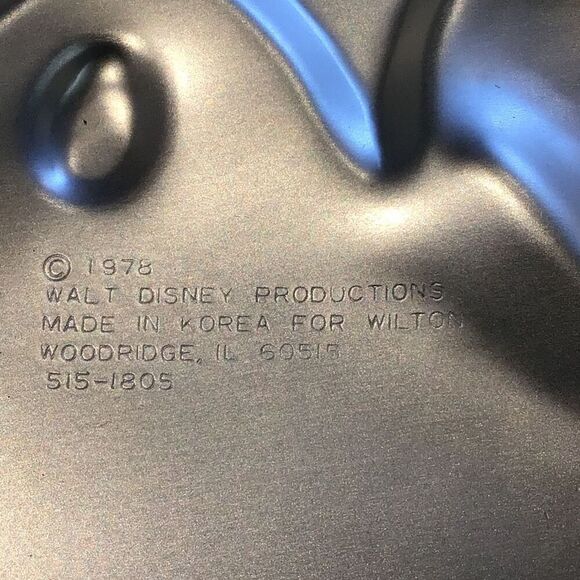 © 1978
WALT DISNEY PRODUCTIONS
MADE IN KOREA FOR WILTON
WOODRIDGE, IL 60515
515-1805